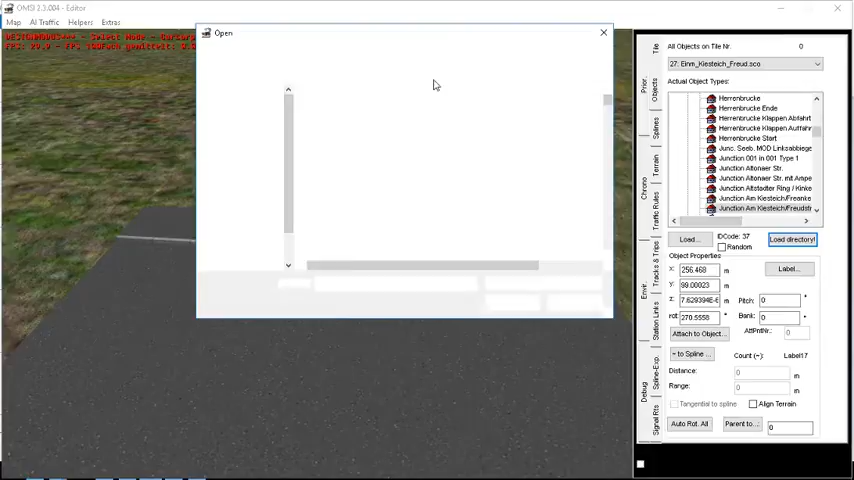 OMSI 2.3.004 - Editor
Map AI Traffic Helpers Extras
Open
All Objects on Tile Nr. 0
27: Einm_Kiesteich_Freud.sco
Actual Object Types:
Herrenbrucke
Herrenbrucke Ende
Herrenbrucke Klappen Abfahrt
Herrenbrucke Klappen Auffahr
Herrenbrucke Start
Junc. Seeb. MOD Linksabbiege
Junction 001 in 001 Type 1
Junction Altonaer Str.
Junction Altonaer Str. mit Ampe
Junction Altstadter Ring / Kinke
Junction Am Kiesteich/Freanke
Junction Am Kiesteich/Freudstr
Load...
IDCode: 37
Random
Load directory!
Object Properties
x: 256.468 m
Label...
y: 99.00023 m
z: 7.629394E-6 m
Pitch: 0 °
rot: 270.5558 °
Bank: 0 °
Attach to Object...
AttPntNr.: 0
~ to Spline ...
Count (~): Label17
Distance: 0 m
Range: 0 m
Tangential to spline
Align Terrain
Auto Rot. All
Parent to...:
0
Tile
Objects
Splines
Terrain
Traffic Rules
Tracks & Trips
Station Links
Spline-Exp.
Signal Rts
Prior.
Chrono
Envir.
Debug